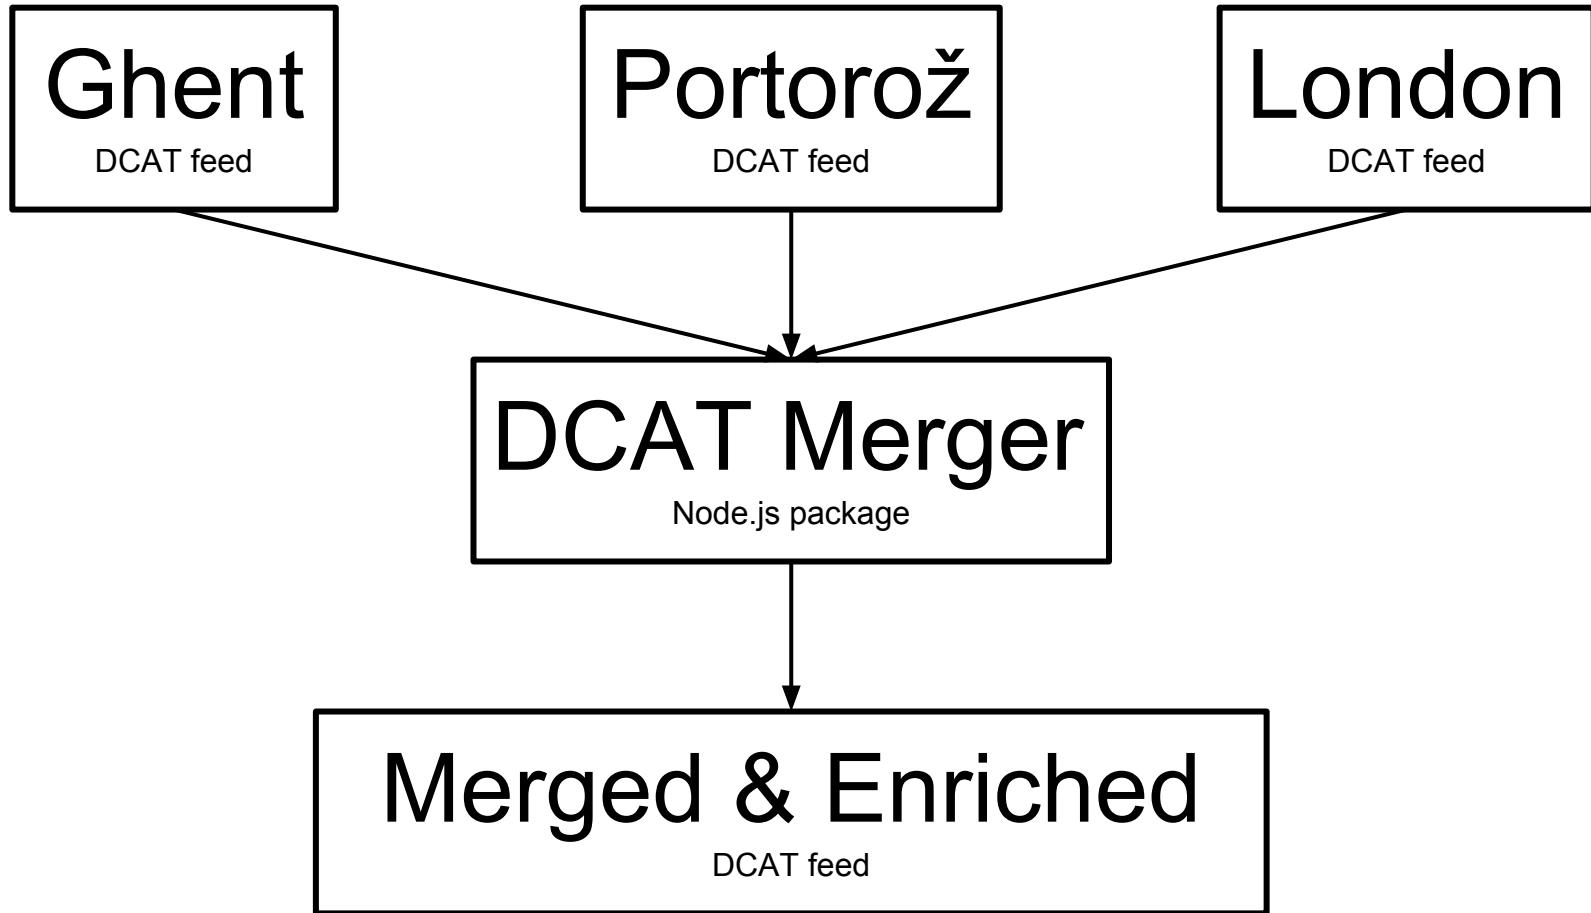 Ghent
DCAT feed
Portorož
DCAT feed
London
DCAT feed
DCAT Merger
Node.js package
Merged & Enriched
DCAT feed